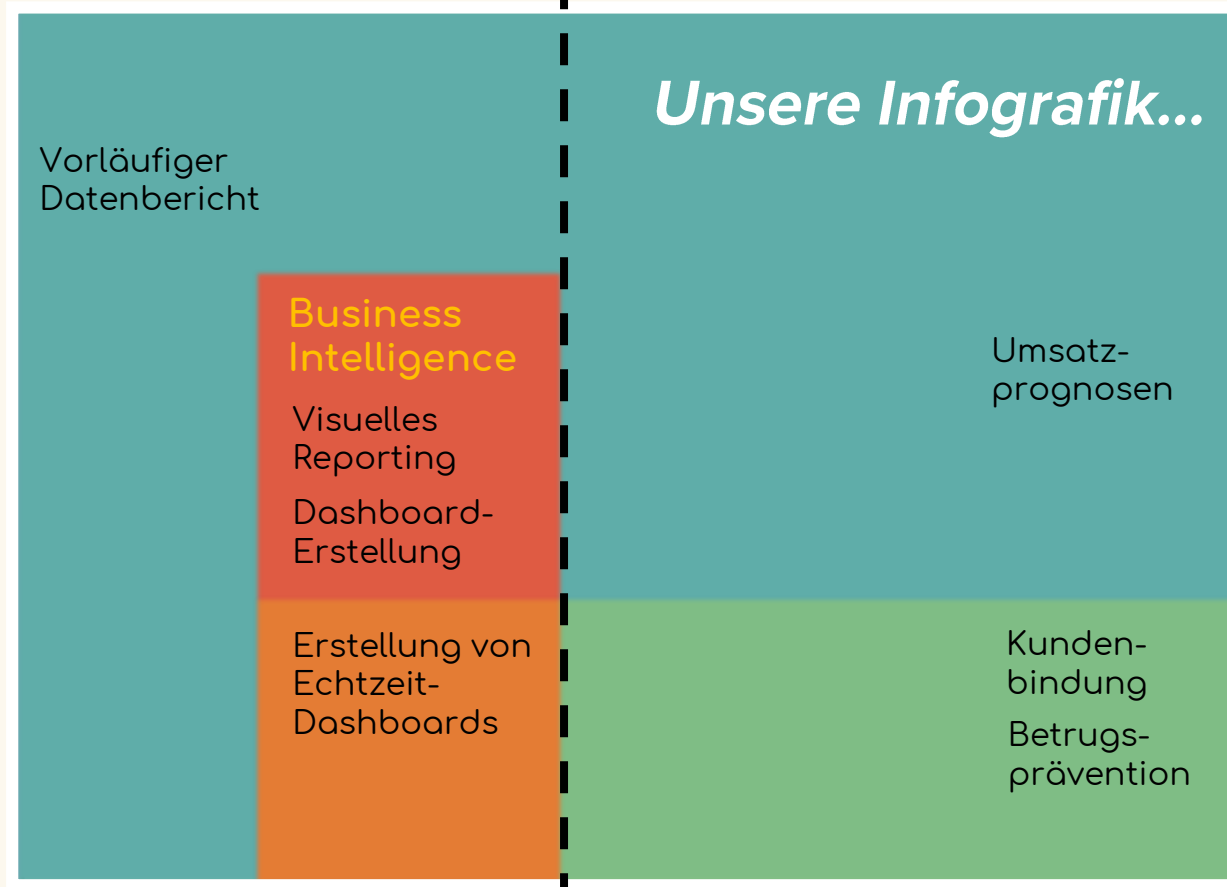 Unsere Infografik...
Vorläufiger
Datenbericht
Business
Intelligence
Visuelles
Reporting
Dashboard-
Erstellung
Umsatz-
prognosen
Erstellung von
Echtzeit-
Dashboards
Kunden-
bindung
Betrugs-
prävention